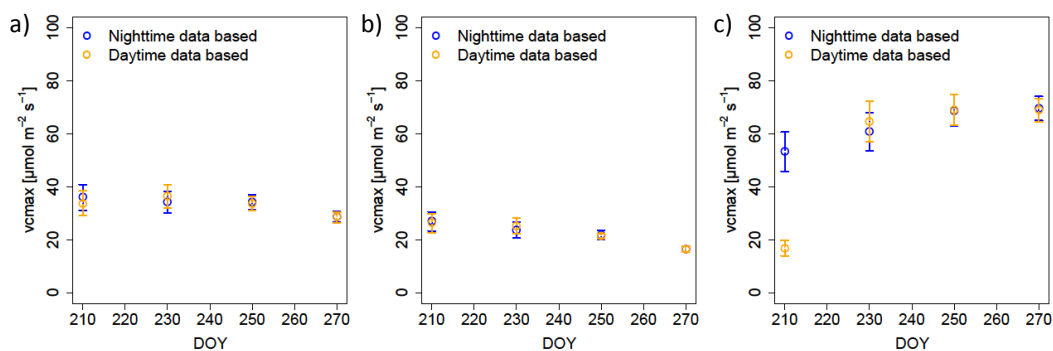 a)
vcmax [µmol m⁻² s⁻¹]
0 20 40 60 80 100
Nighttime data based
Daytime data based
210 220 230 240 250 260 270
DOY
b)
vcmax [µmol m⁻² s⁻¹]
0 20 40 60 80 100
Nighttime data based
Daytime data based
210 220 230 240 250 260 270
DOY
c)
vcmax [µmol m⁻² s⁻¹]
0 20 40 60 80 100
Nighttime data based
Daytime data based
210 220 230 240 250 260 270
DOY